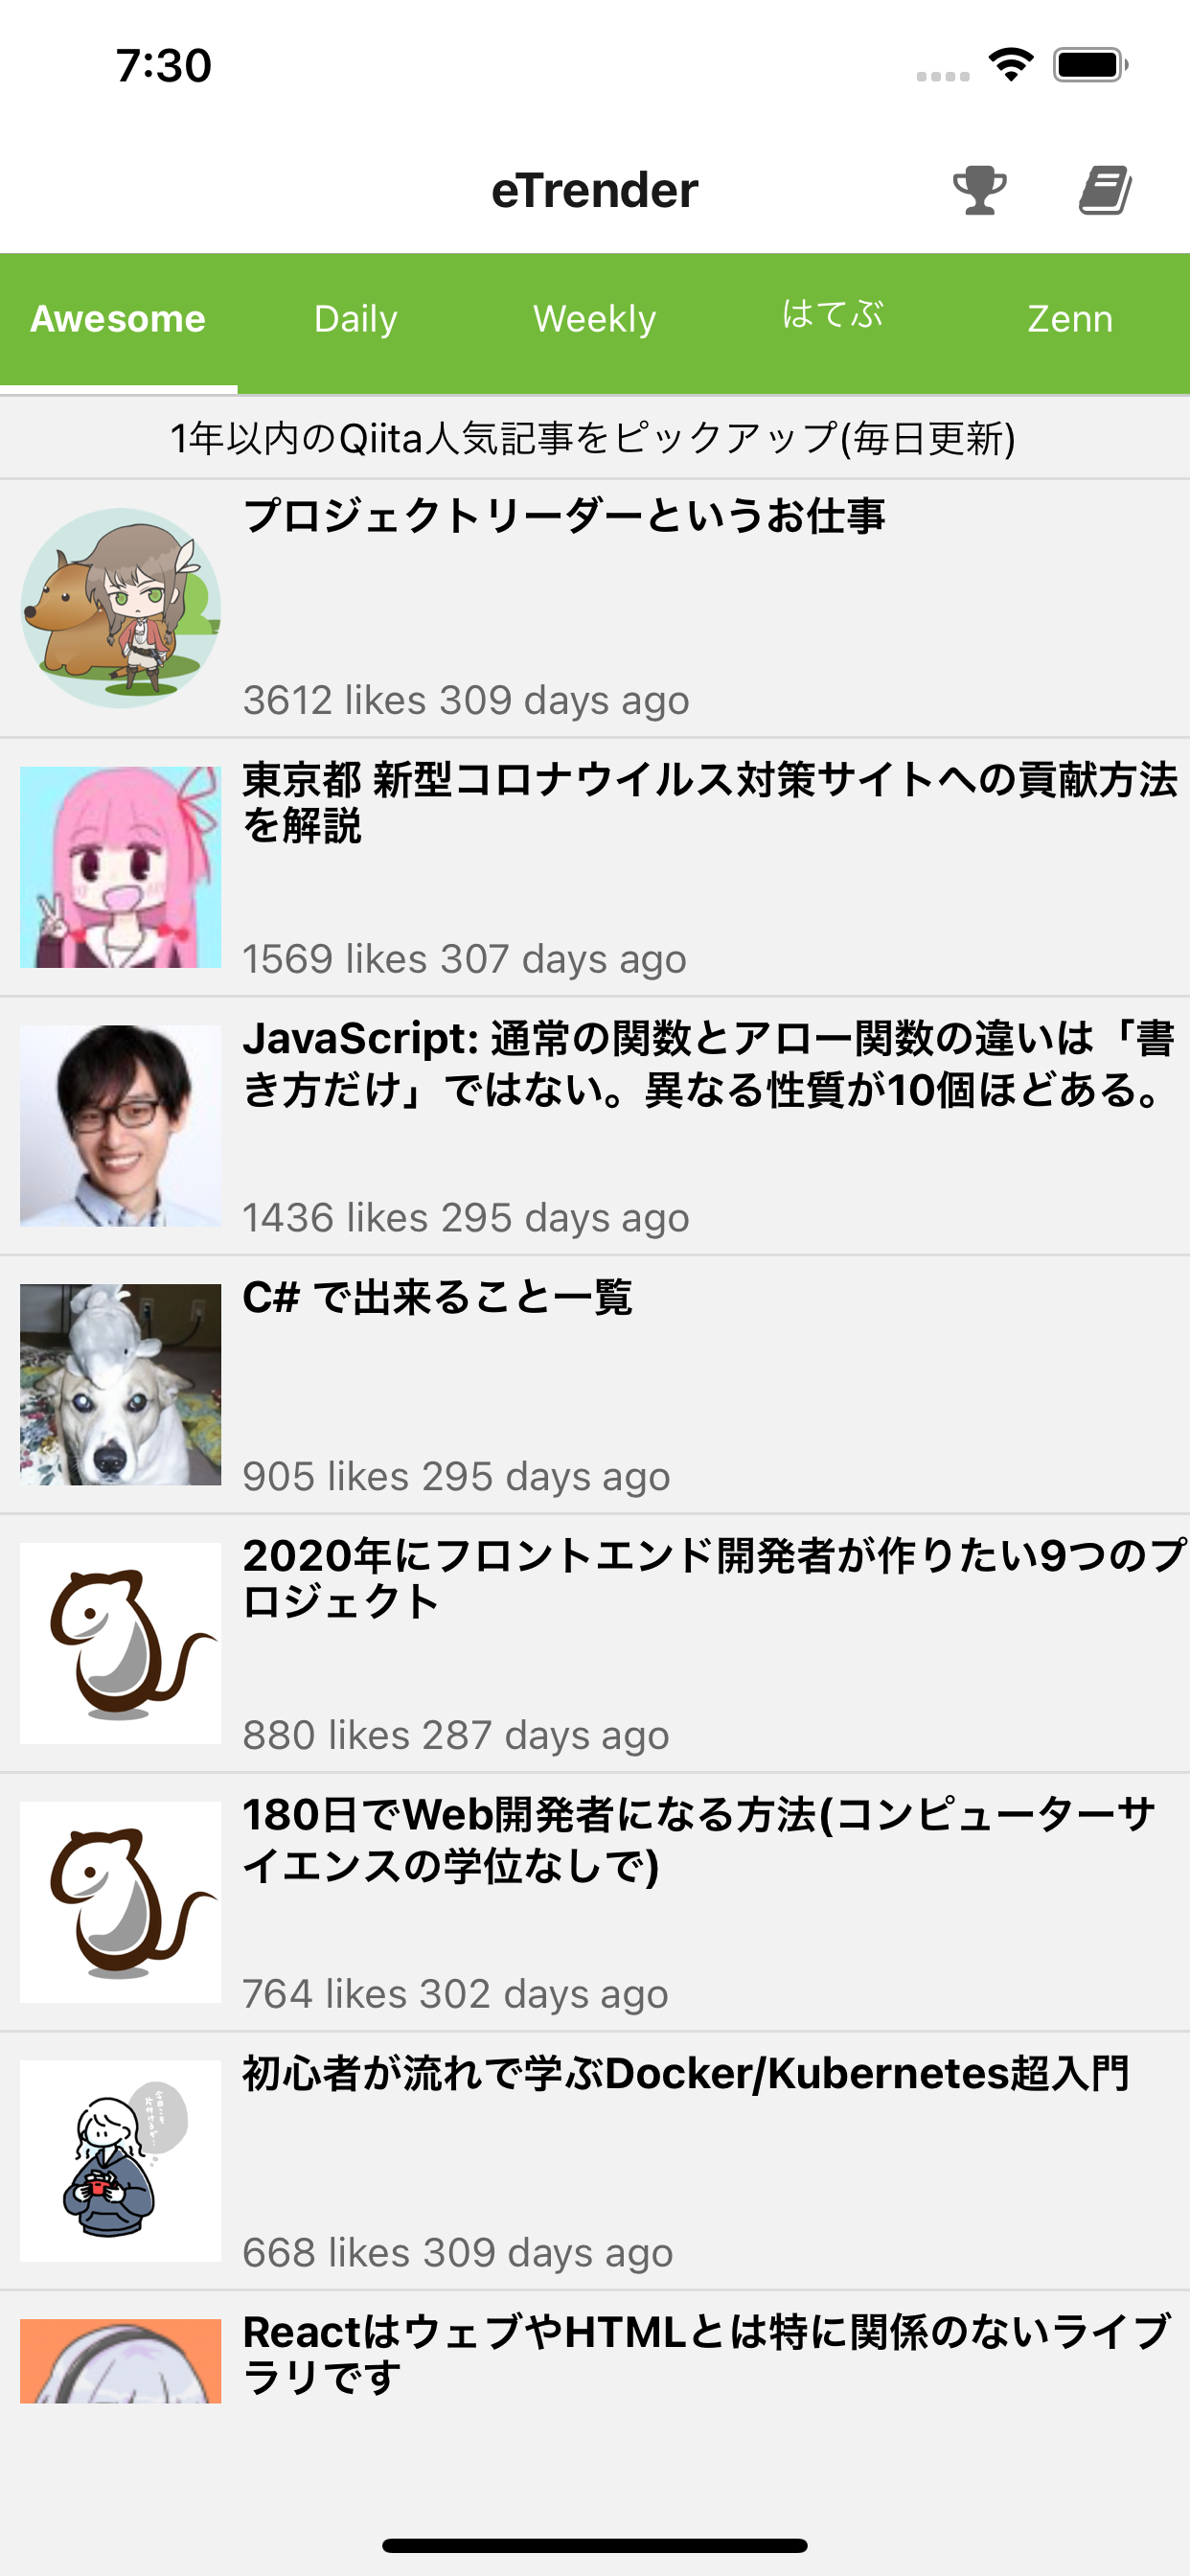 7:30
eTrender
Awesome Daily Weekly はてぶ Zenn
1年以内のQiita人気記事をピックアップ(毎日更新)
プロジェクトリーダーというお仕事
3612 likes 309 days ago
東京都 新型コロナウイルス対策サイトへの貢献方法
を解説
1569 likes 307 days ago
JavaScript: 通常の関数とアロー関数の違いは「書
き方だけ」ではない。異なる性質が10個ほどある。
1436 likes 295 days ago
C# で出来ること一覧
905 likes 295 days ago
2020年にフロントエンド開発者が作りたい9つのプ
ロジェクト
880 likes 287 days ago
180日でWeb開発者になる方法(コンピューターサ
イエンスの学位なしで)
764 likes 302 days ago
初心者が流れで学ぶDocker/Kubernetes超入門
668 likes 309 days ago
ReactはウェブやHTMLとは特に関係のないライブ
ラリです